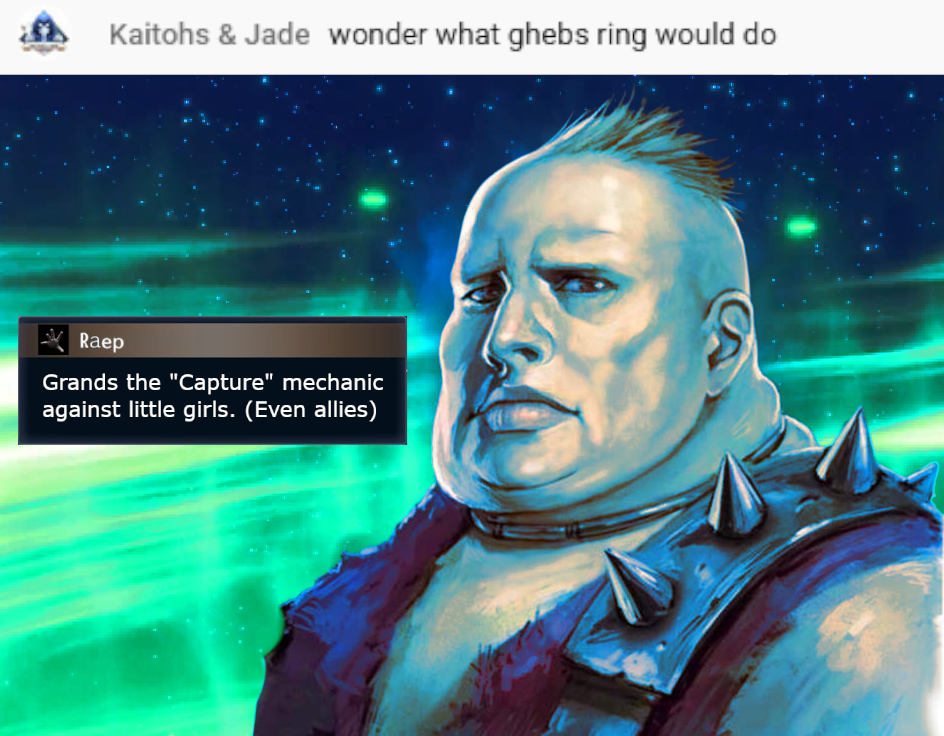 Kaitohs & Jade wonder what ghebs ring would do
Raep
Grands the "Capture" mechanic
against little girls. (Even allies)